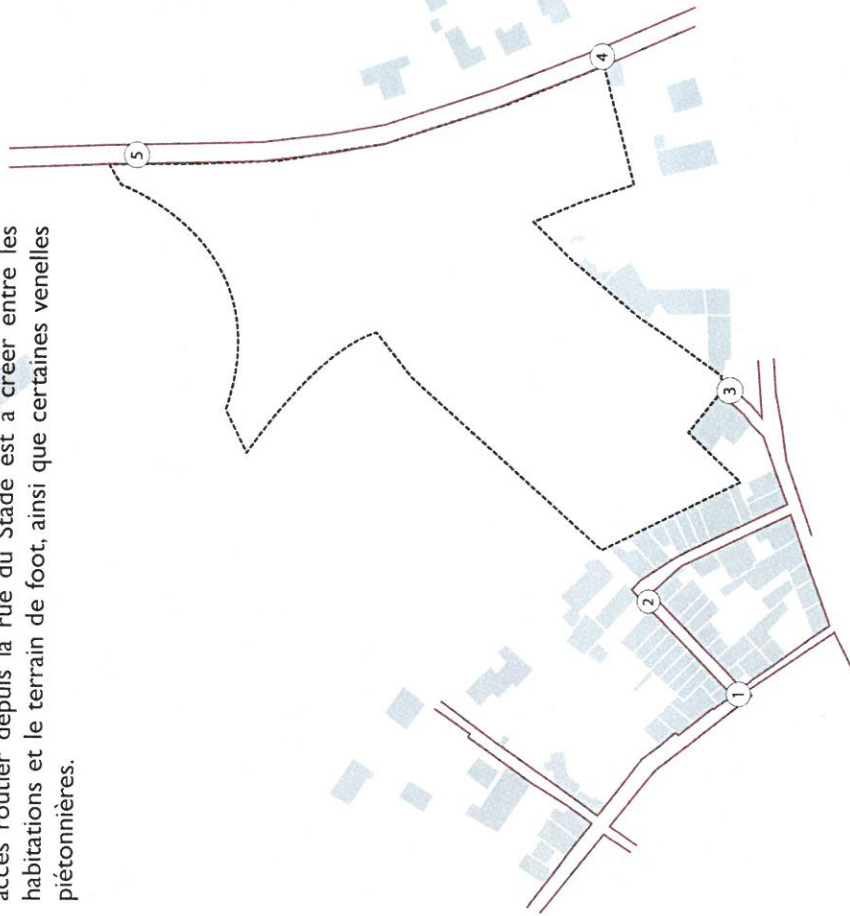 accès routier depuis la rue du Stade est à créer entre les
habitations et le terrain de foot, ainsi que certaines venelles
piétonnières.
5
4
3
2
1